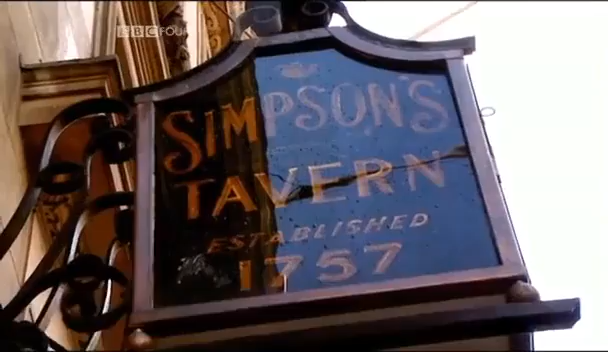 BBC FOUR
SIMPSON'S
TAVERN
ESTABLISHED
1757